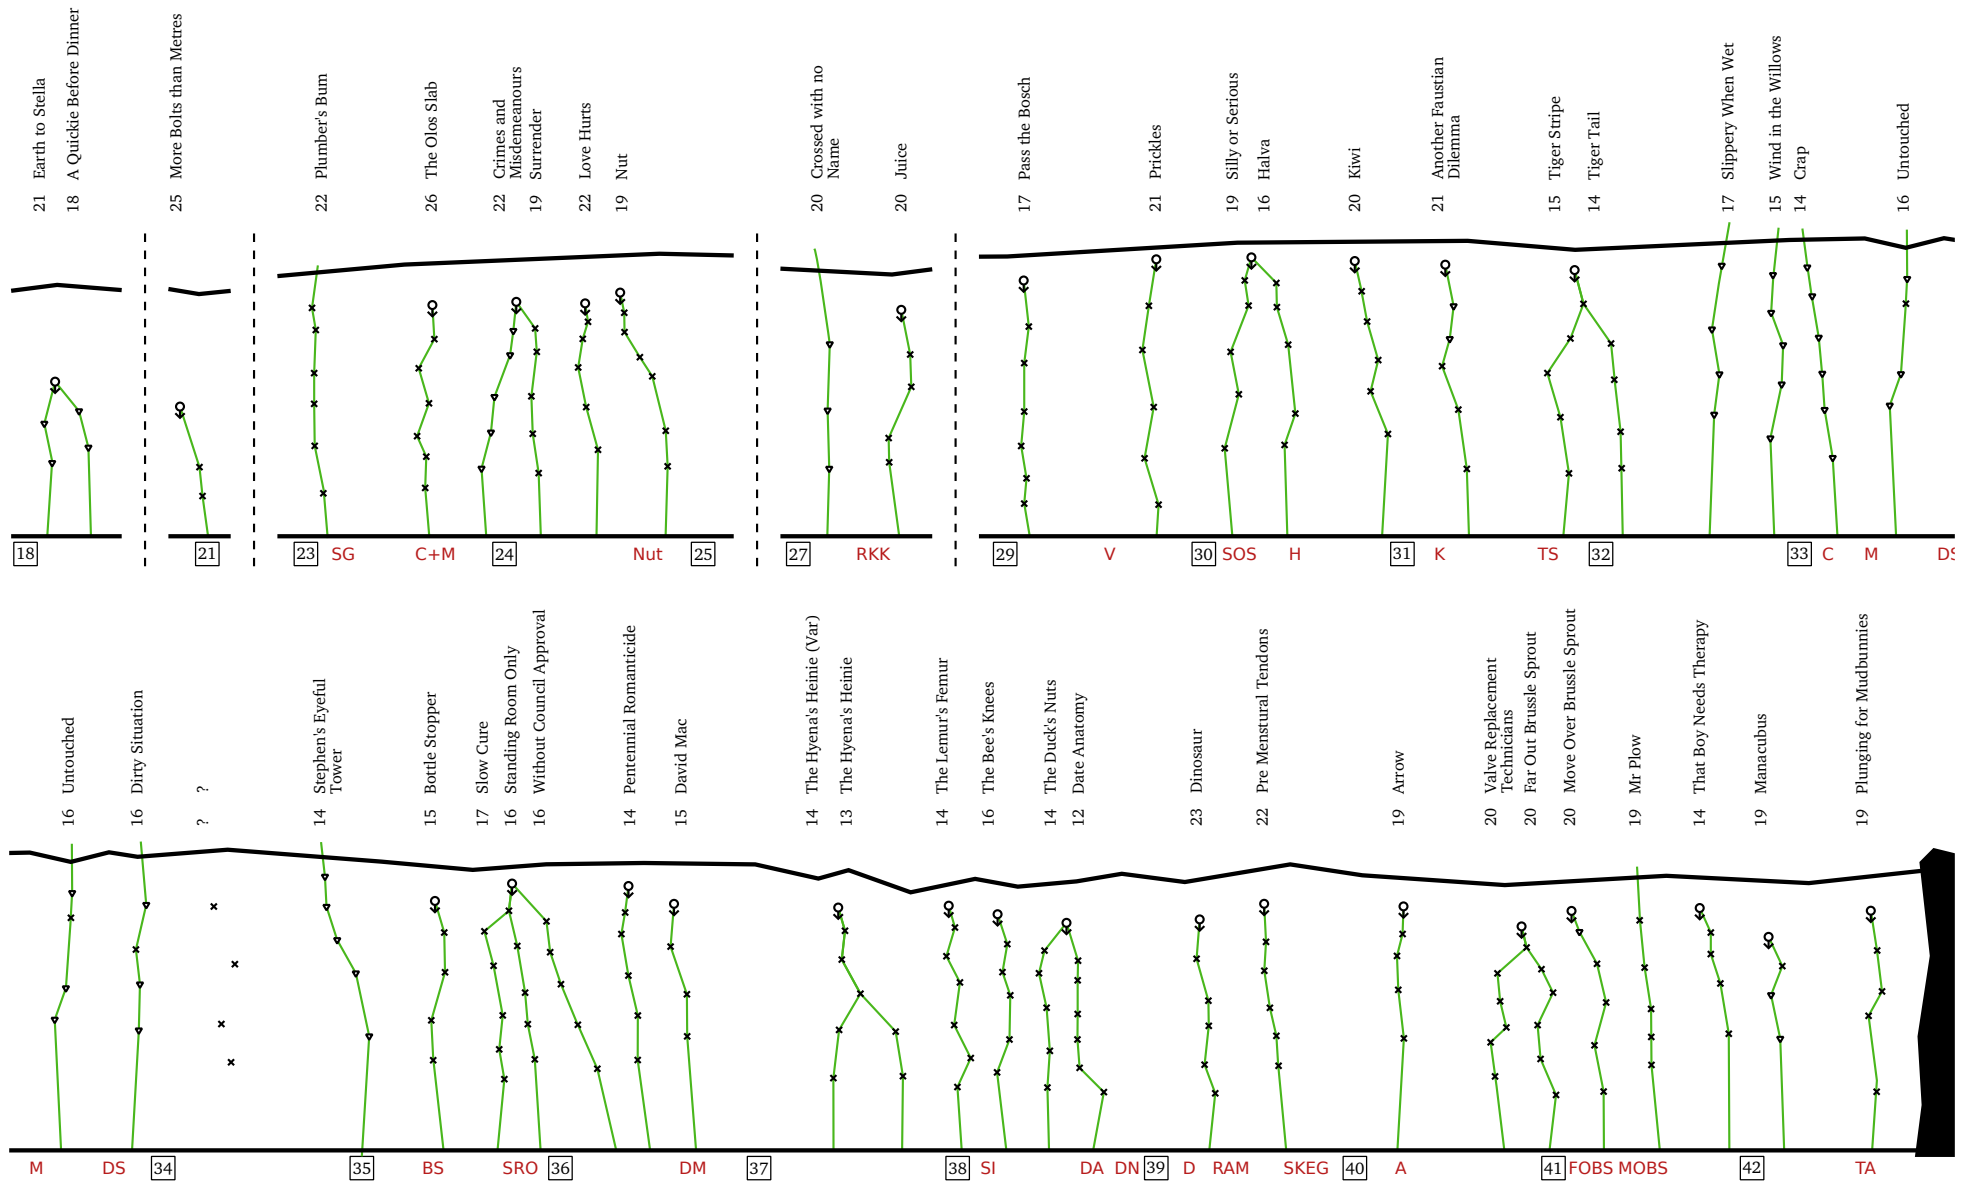 21 Earth to Stella
18 A Quickie Before Dinner
25 More Bolts than Metres
22 Plumber's Bum
26 The Olos Slab
22 Crimes and
Misdemeanours
19 Surrender
22 Love Hurts
19 Nut
20 Crossed with no
Name
20 Juice
17 Pass the Bosch
21 Prickles
19 Silly or Serious
16 Halva
20 Kiwi
21 Another Faustian
Dilemma
15 Tiger Stripe
14 Tiger Tail
17 Slippery When Wet
15 Wind in the Willows
14 Crap
16 Untouched
18 21 23 SG C+M 24 Nut 25 27 RKK 29 V 30 SOS H 31 K TS 32 33 C M DS
16 Untouched
16 Dirty Situation
? ?
14 Stephen's Eyeful
Tower
15 Bottle Stopper
17 Slow Cure
16 Standing Room Only
16 Without Council Approval
14 Pentennial Romanticide
15 David Mac
14 The Hyena's Heinie (Var)
13 The Hyena's Heinie
14 The Lemur's Femur
16 The Bee's Knees
14 The Duck's Nuts
12 Date Anatomy
23 Dinosaur
22 Pre Menstural Tendons
19 Arrow
20 Valve Replacement
Technicians
20 Far Out Brussle Sprout
20 Move Over Brussle Sprout
19 Mr Plow
14 That Boy Needs Therapy
19 Manacubus
19 Plunging for Mudbunnies
M DS 34 35 BS SRO 36 DM 37 38 SI DA DN 39 D RAM SKEG 40 A 41 FOBS MOBS 42 TA